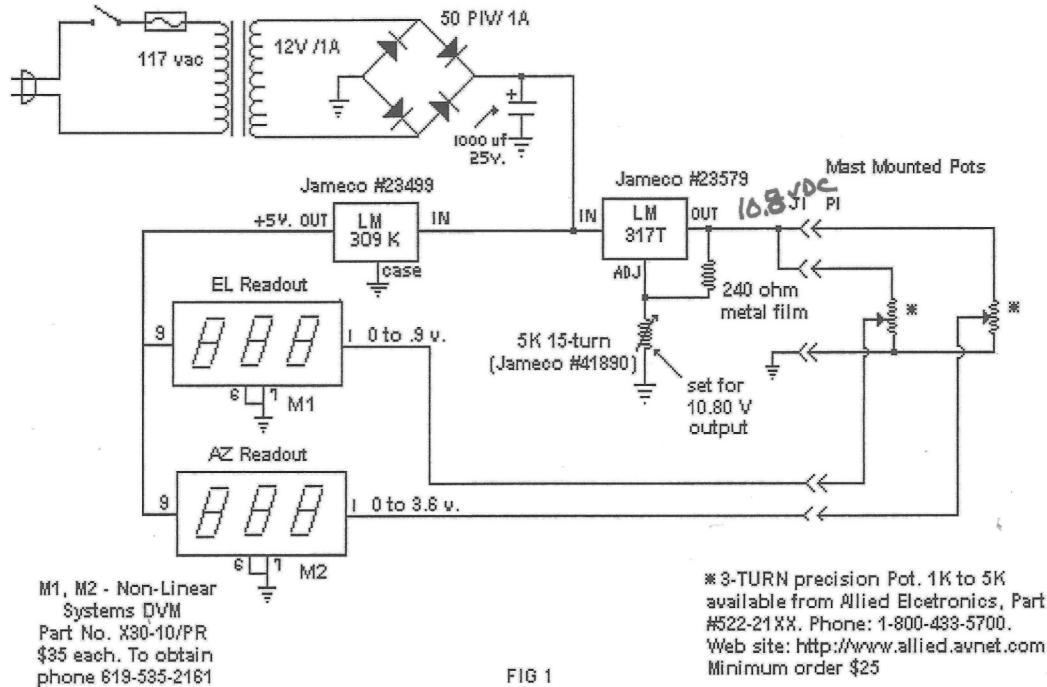 50 PIV/ 1A
117 vac
12V /1A
+
1000 uf
25v.
Jameco #23499
+5V. OUT
LM
309 K
IN
case
Jameco #23579
IN
LM
317T
OUT
ADJ
10.8 VDC
Mast Mounted Pots
J1 P1
240 ohm
metal film
*
*
5K 15-turn
(Jameco #41890)
set for
10.80 V
output
EL Readout
9
1 0 to .9 v.
6 7
M1
AZ Readout
9
1 0 to 3.6 v.
6 7
M2
M1, M2 - Non-Linear
Systems DVM
Part No. X30-10/PR
$35 each. To obtain
phone 619-535-2161
FIG 1
* 3-TURN precision Pot. 1K to 5K
available from Allied Elcetronics, Part
#522-21XX. Phone: 1-800-433-5700.
Web site: http://www.allied.avnet.com
Minimum order $25